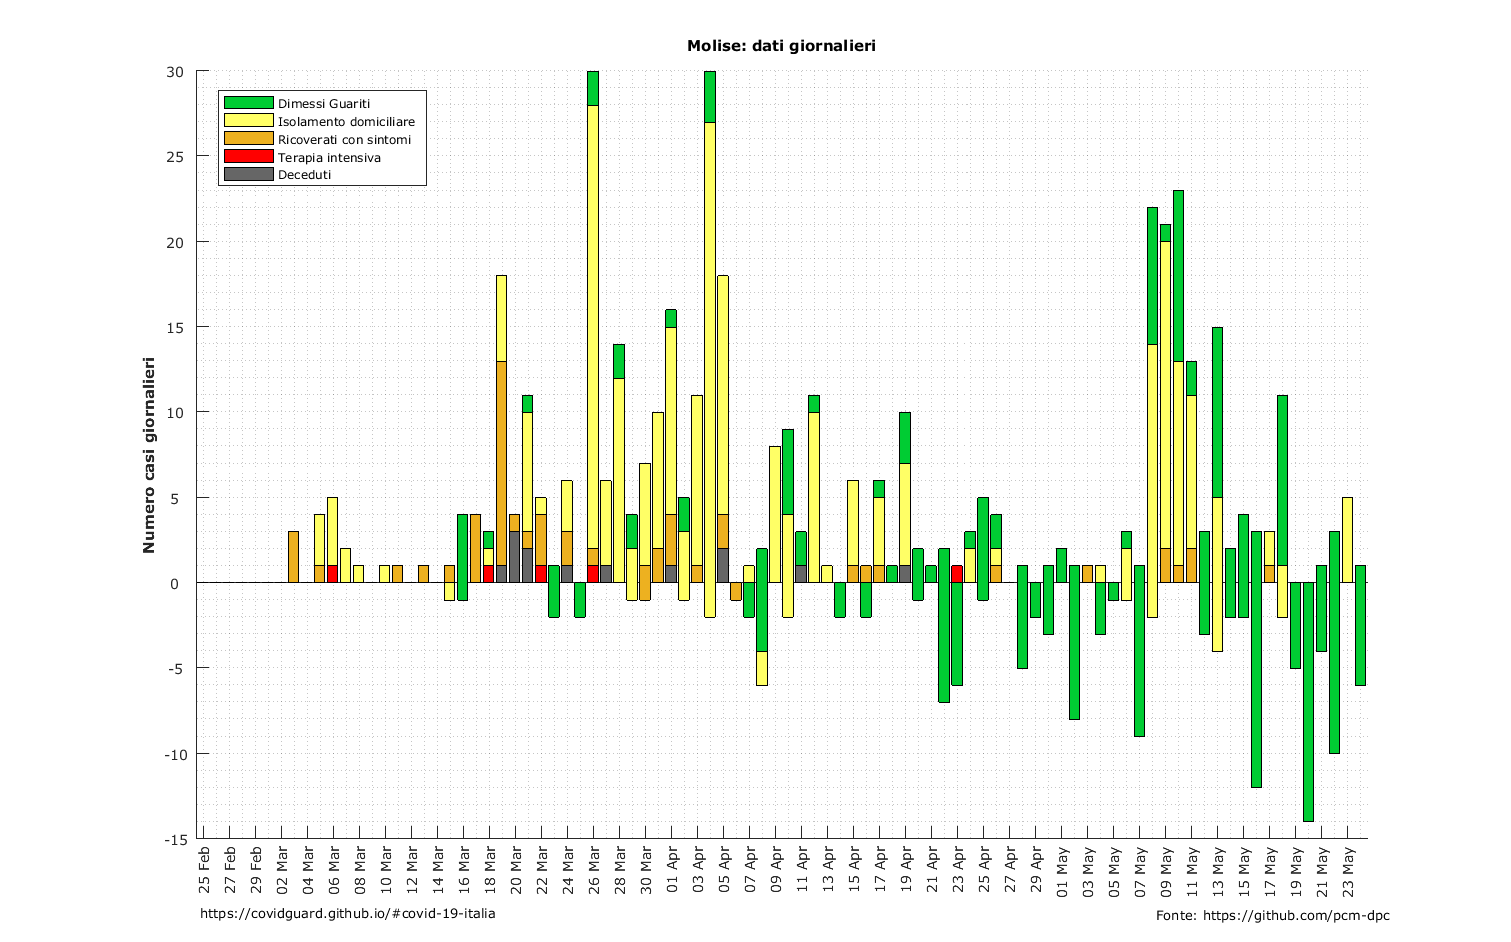 Molise: dati giornalieri
Dimessi Guariti
Isolamento domiciliare
Ricoverati con sintomi
Terapia intensiva
Deceduti
Numero casi giornalieri
30
25
20
15
10
5
0
-5
-10
-15
25 Feb
27 Feb
29 Feb
02 Mar
04 Mar
06 Mar
08 Mar
10 Mar
12 Mar
14 Mar
16 Mar
18 Mar
20 Mar
22 Mar
24 Mar
26 Mar
28 Mar
30 Mar
01 Apr
03 Apr
05 Apr
07 Apr
09 Apr
11 Apr
13 Apr
15 Apr
17 Apr
19 Apr
21 Apr
23 Apr
25 Apr
27 Apr
29 Apr
01 May
03 May
05 May
07 May
09 May
11 May
13 May
15 May
17 May
19 May
21 May
23 May
https://covidguard.github.io/#covid-19-italia
Fonte: https://github.com/pcm-dpc